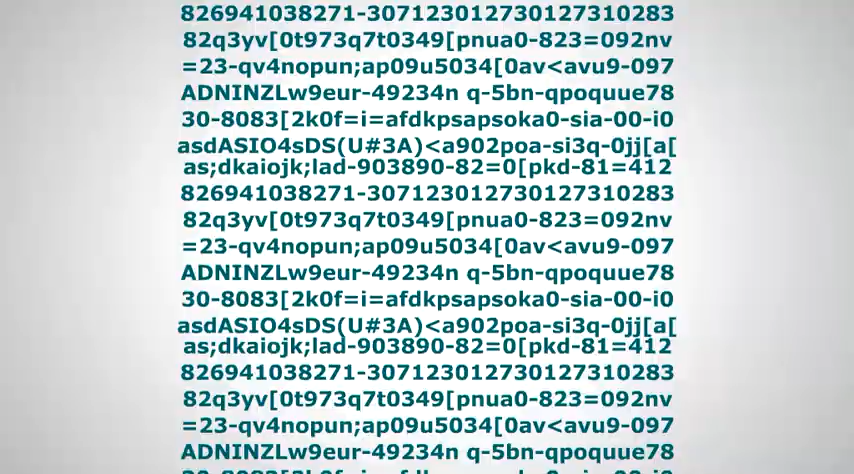 826941038271-307123012730127310283
82q3yv[0t973q7t0349[pnua0-823=092nv
=23-qv4nopun;ap09u5034[0av<avu9-097
ADNINZLw9eur-49234n q-5bn-qpoquue78
30-8083[2k0f=i=afdkpsapsoka0-sia-00-i0
asdASIO4sDS(U#3A)<a902poa-si3q-0jj[a[
as;dkaiojk;lad-903890-82=0[pkd-81=412
826941038271-307123012730127310283
82q3yv[0t973q7t0349[pnua0-823=092nv
=23-qv4nopun;ap09u5034[0av<avu9-097
ADNINZLw9eur-49234n q-5bn-qpoquue78
30-8083[2k0f=i=afdkpsapsoka0-sia-00-i0
asdASIO4sDS(U#3A)<a902poa-si3q-0jj[a[
as;dkaiojk;lad-903890-82=0[pkd-81=412
826941038271-307123012730127310283
82q3yv[0t973q7t0349[pnua0-823=092nv
=23-qv4nopun;ap09u5034[0av<avu9-097
ADNINZLw9eur-49234n q-5bn-qpoquue78